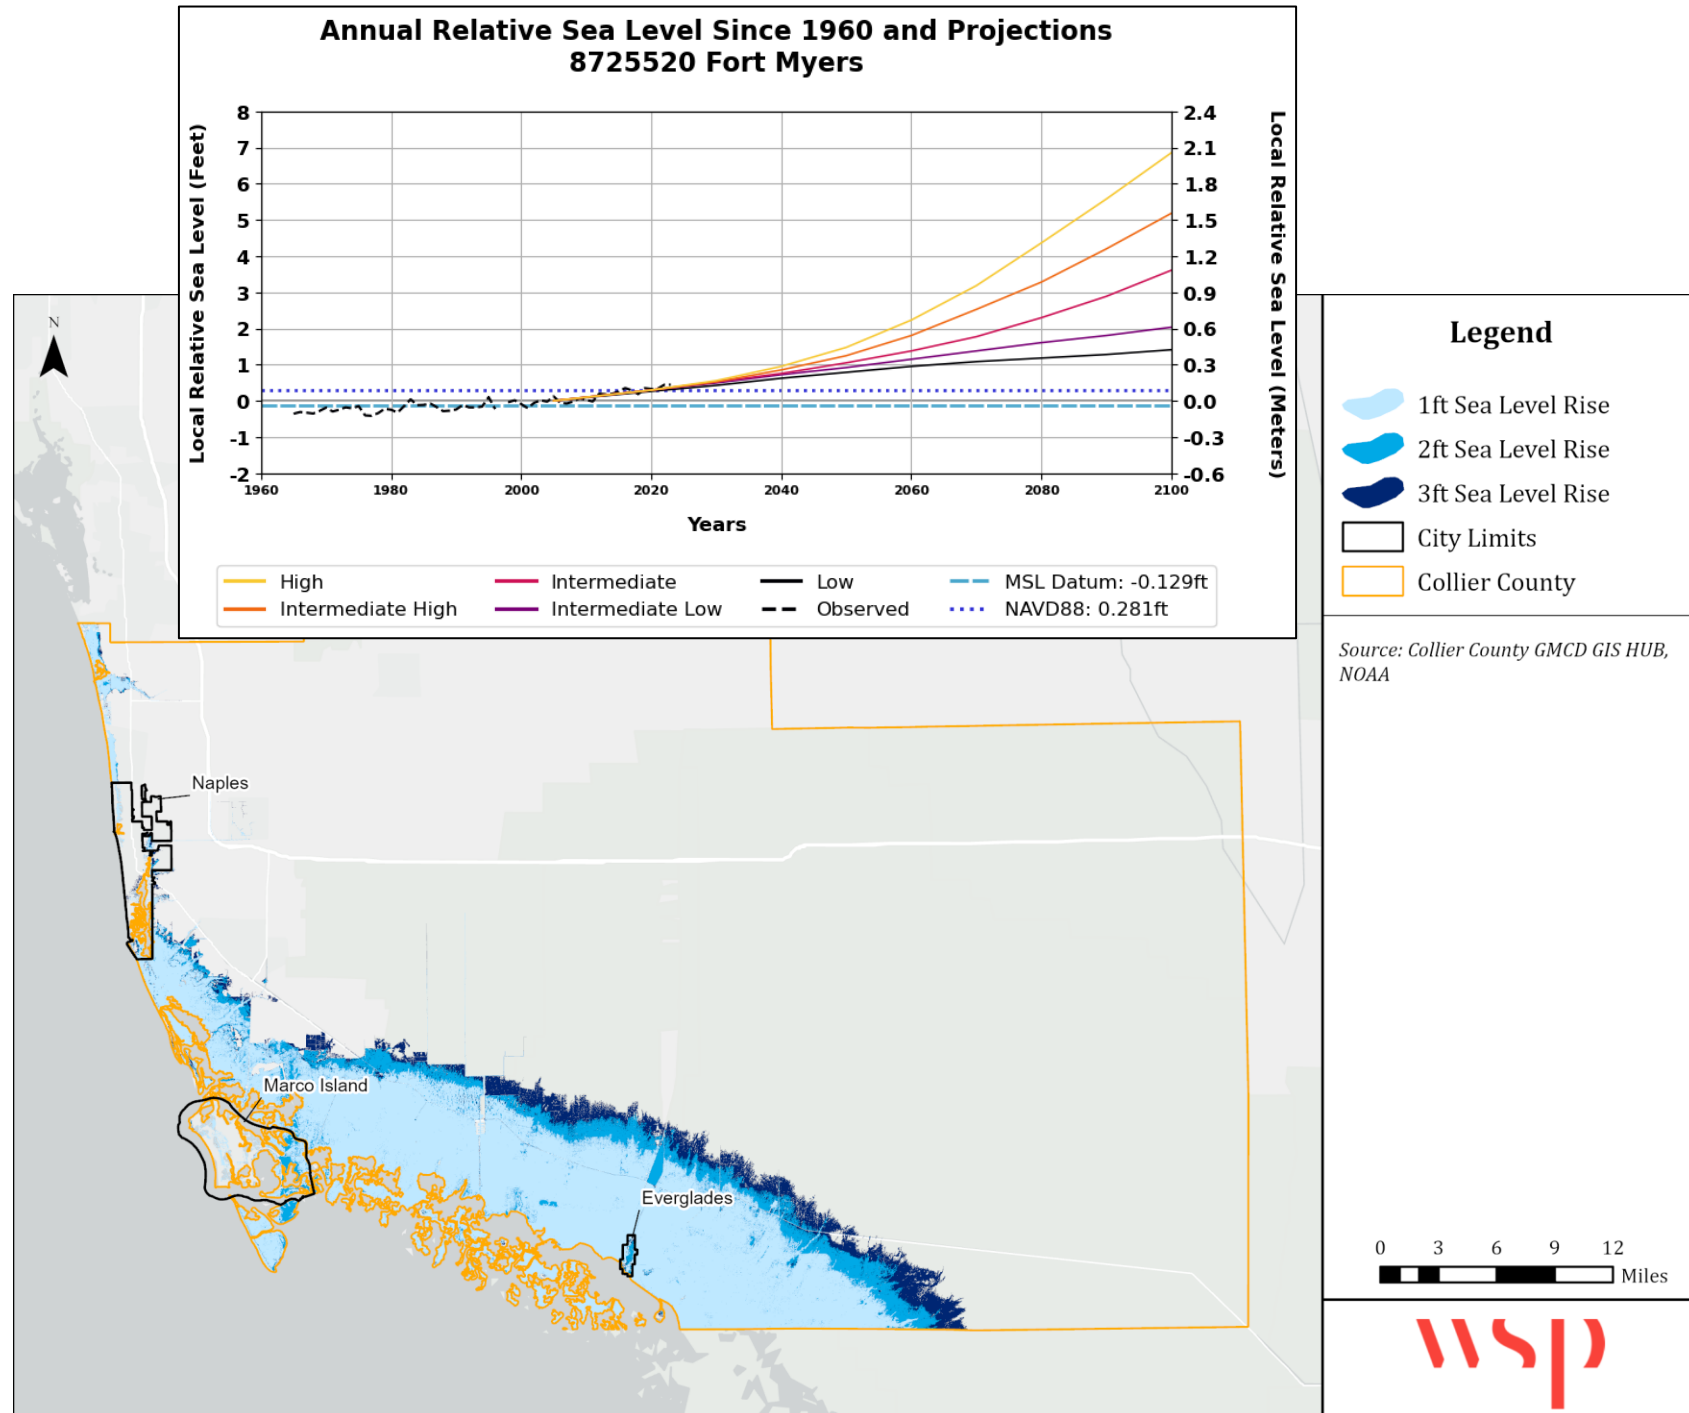 Annual Relative Sea Level Since 1960 and Projections
8725520 Fort Myers
Local Relative Sea Level (Feet)
8
7
6
5
4
3
2
1
0
-1
-2
2.4
2.1
1.8
1.5
1.2
0.9
0.6
0.3
0.0
-0.3
-0.6
Local Relative Sea Level (Meters)
1960 1980 2000 2020 2040 2060 2080 2100
Years
High Intermediate Low MSL Datum: -0.129ft
Intermediate High Intermediate Low Observed NAVD88: 0.281ft
N
Naples
Marco Island
Everglades
Legend
1ft Sea Level Rise
2ft Sea Level Rise
3ft Sea Level Rise
City Limits
Collier County
Source: Collier County GMCD GIS HUB,
NOAA
0 3 6 9 12
Miles
wsp